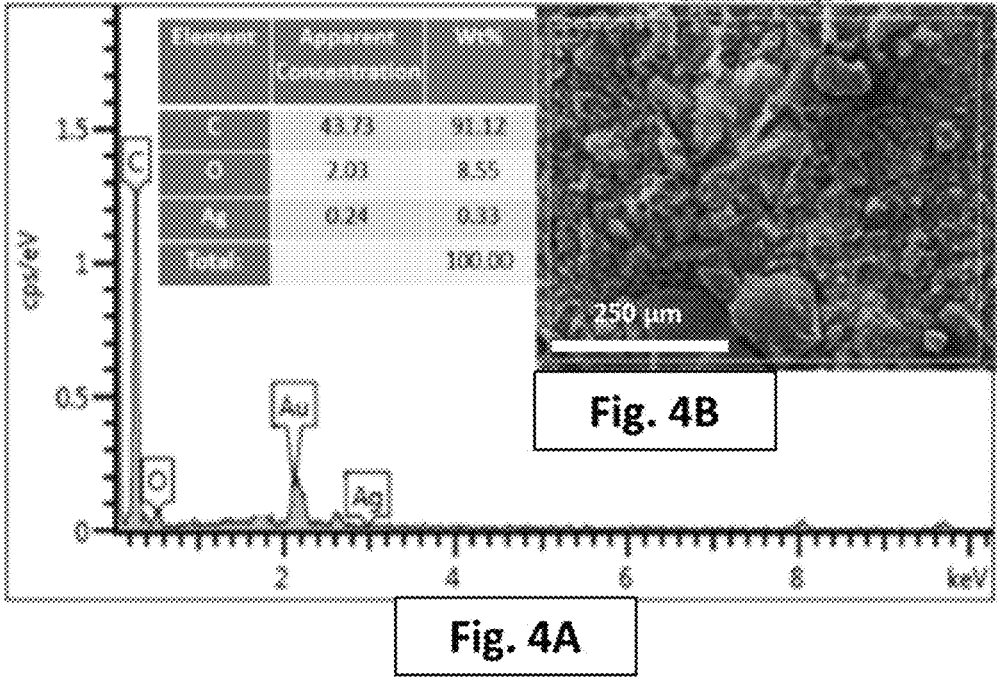 Element Apparent Wt%
Concentration
C 43.73 91.12
O 2.03 8.55
Ag 0.24 0.33
Total 100.00
250 μm
Fig. 4B
cps/eV
1.5
1
0.5
0
C
O
Au
Ag
2 4 6 8 keV
Fig. 4A